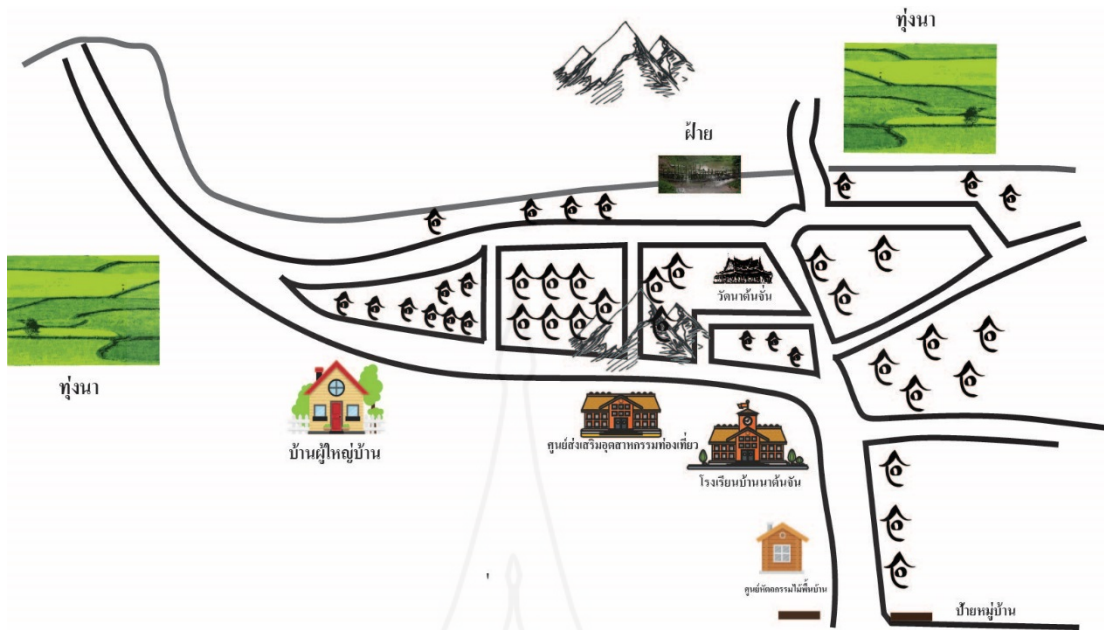 ทุ่งนา
ฝ้าย
วัดนาต้นจั่น
ทุ่งนา
บ้านผู้ใหญ่บ้าน
ศูนย์ส่งเสริมอุตสาหกรรมท่องเที่ยว
โรงเรียนบ้านนาต้นจัน
ศูนย์หัตถกรรมไม้พื้นบ้าน
ป้ายหมู่บ้าน